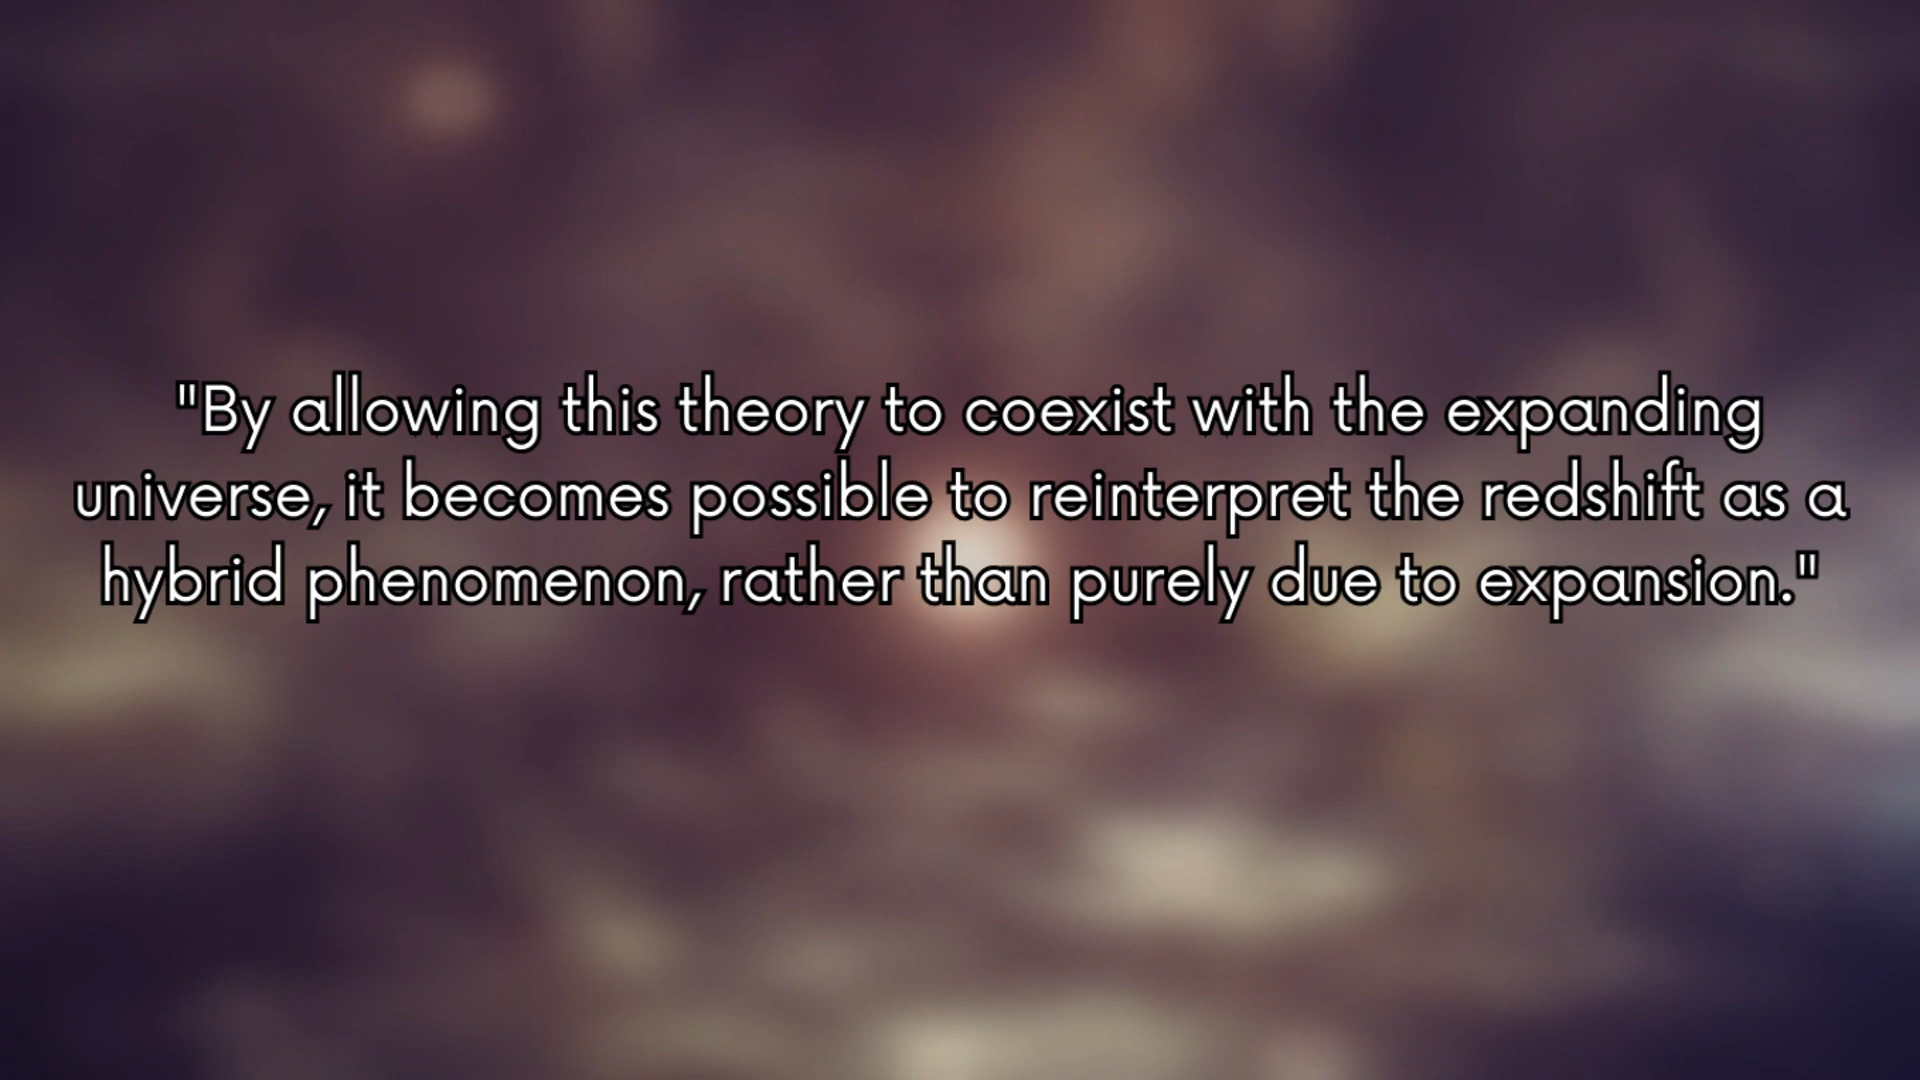 "By allowing this theory to coexist with the expanding
universe, it becomes possible to reinterpret the redshift as a
hybrid phenomenon, rather than purely due to expansion."